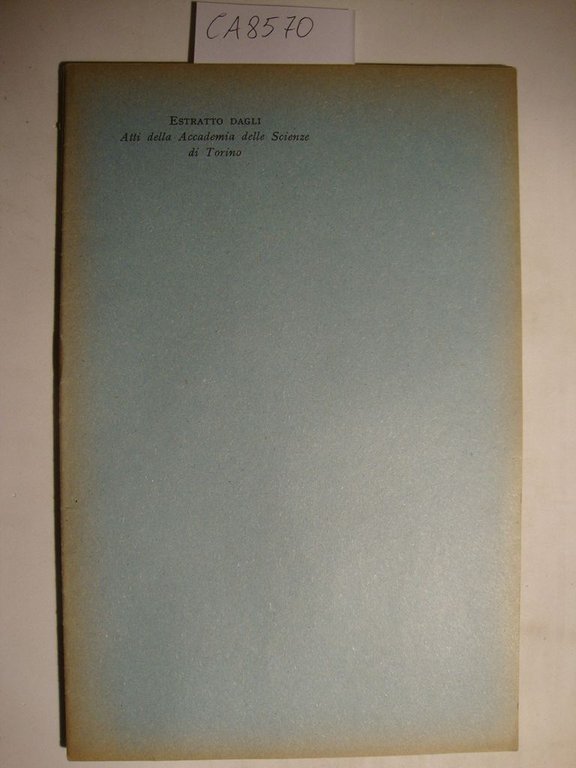 CA8570
ESTRATTO DAGLI
Atti della Accademia delle Scienze
di Torino